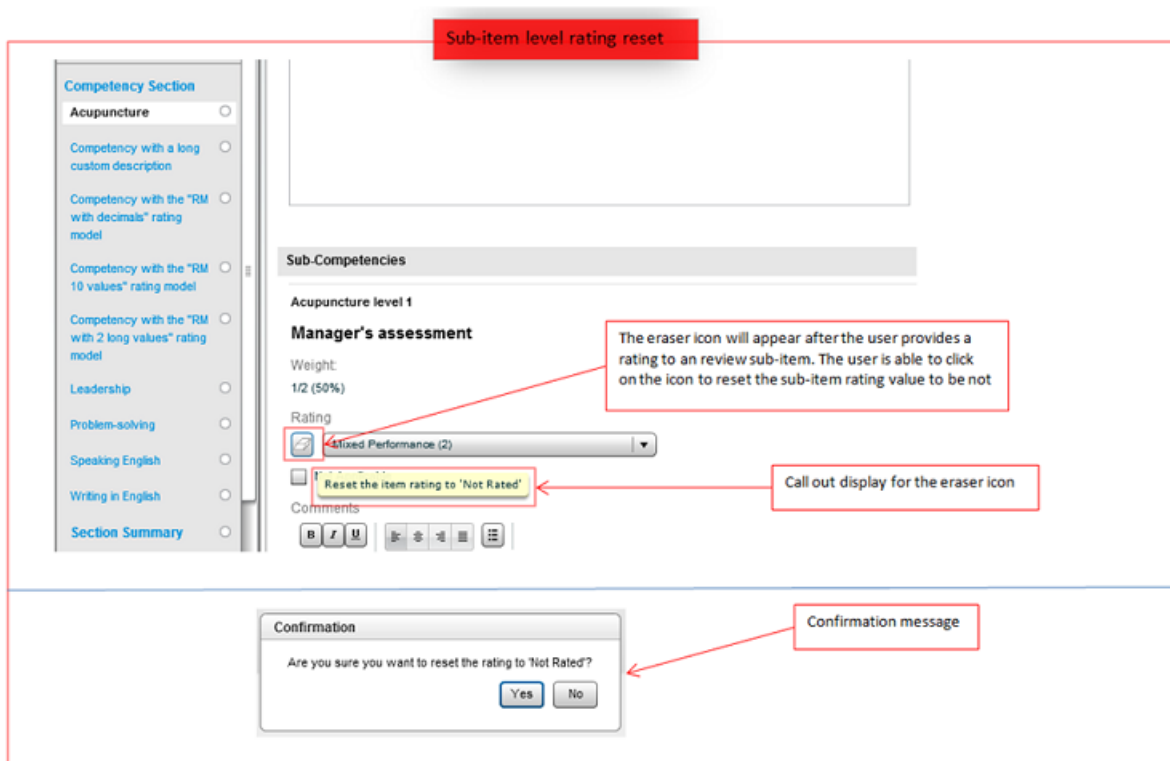 Sub-item level rating reset
Competency Section
Acupuncture
Competency with a long
custom description
Competency with the "RM
with decimals" rating
model
Competency with the "RM
10 values" rating model
Competency with the "RM
with 2 long values" rating
model
Leadership
Problem-solving
Speaking English
Writing in English
Section Summary
Sub-Competencies
Acupuncture level 1
Manager's assessment
Weight:
1/2 (50%)
Rating
Mixed Performance (2)
Reset the item rating to 'Not Rated'
Comments
B I U
The eraser icon will appear after the user provides a
rating to an review sub-item. The user is able to click
on the icon to reset the sub-item rating value to be not
Call out display for the eraser icon
Confirmation
Are you sure you want to reset the rating to 'Not Rated'?
Yes No
Confirmation message